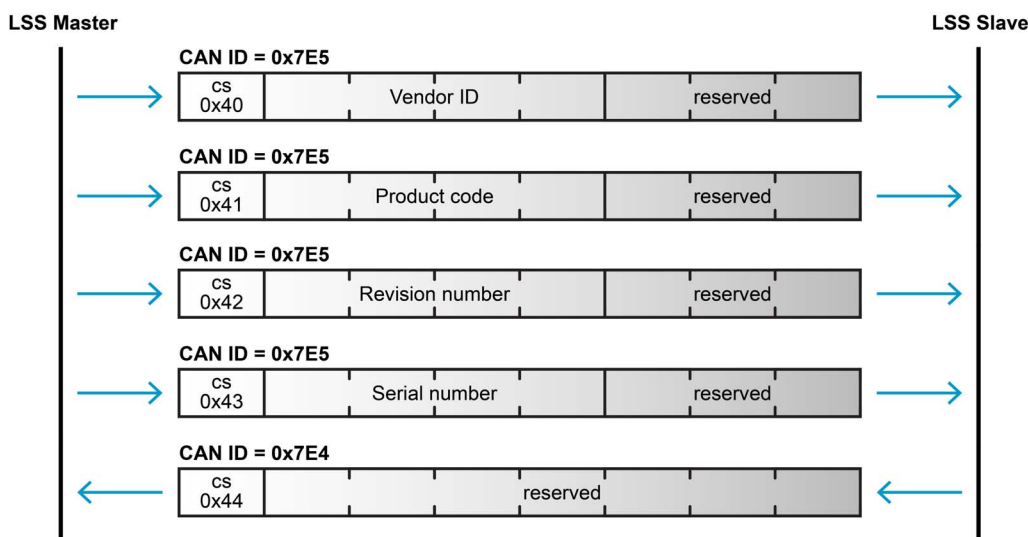 LSS Master
LSS Slave
CAN ID = 0x7E5
CS
0x40
Vendor ID
reserved
CAN ID = 0x7E5
CS
0x41
Product code
reserved
CAN ID = 0x7E5
CS
0x42
Revision number
reserved
CAN ID = 0x7E5
CS
0x43
Serial number
reserved
CAN ID = 0x7E4
CS
0x44
reserved